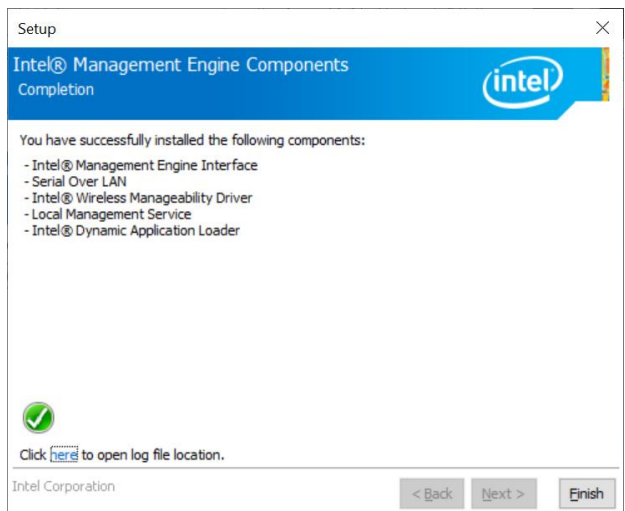 Setup
Intel® Management Engine Components
Completion
intel
You have successfully installed the following components:
- Intel® Management Engine Interface
- Serial Over LAN
- Intel® Wireless Manageability Driver
- Local Management Service
- Intel® Dynamic Application Loader
Click here to open log file location.
Intel Corporation
< Back Next > Finish